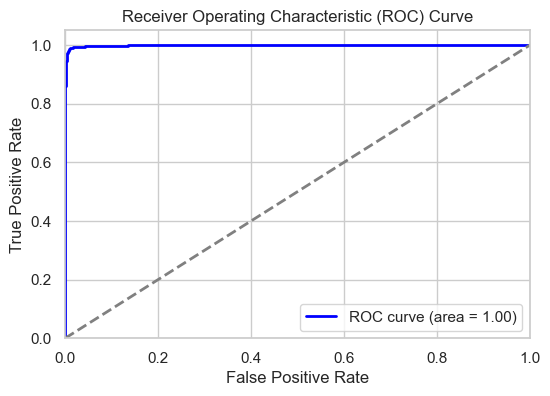 Receiver Operating Characteristic (ROC) Curve
True Positive Rate
1.0
0.8
0.6
0.4
0.2
0.0
ROC curve (area = 1.00)
0.0 0.2 0.4 0.6 0.8 1.0
False Positive Rate